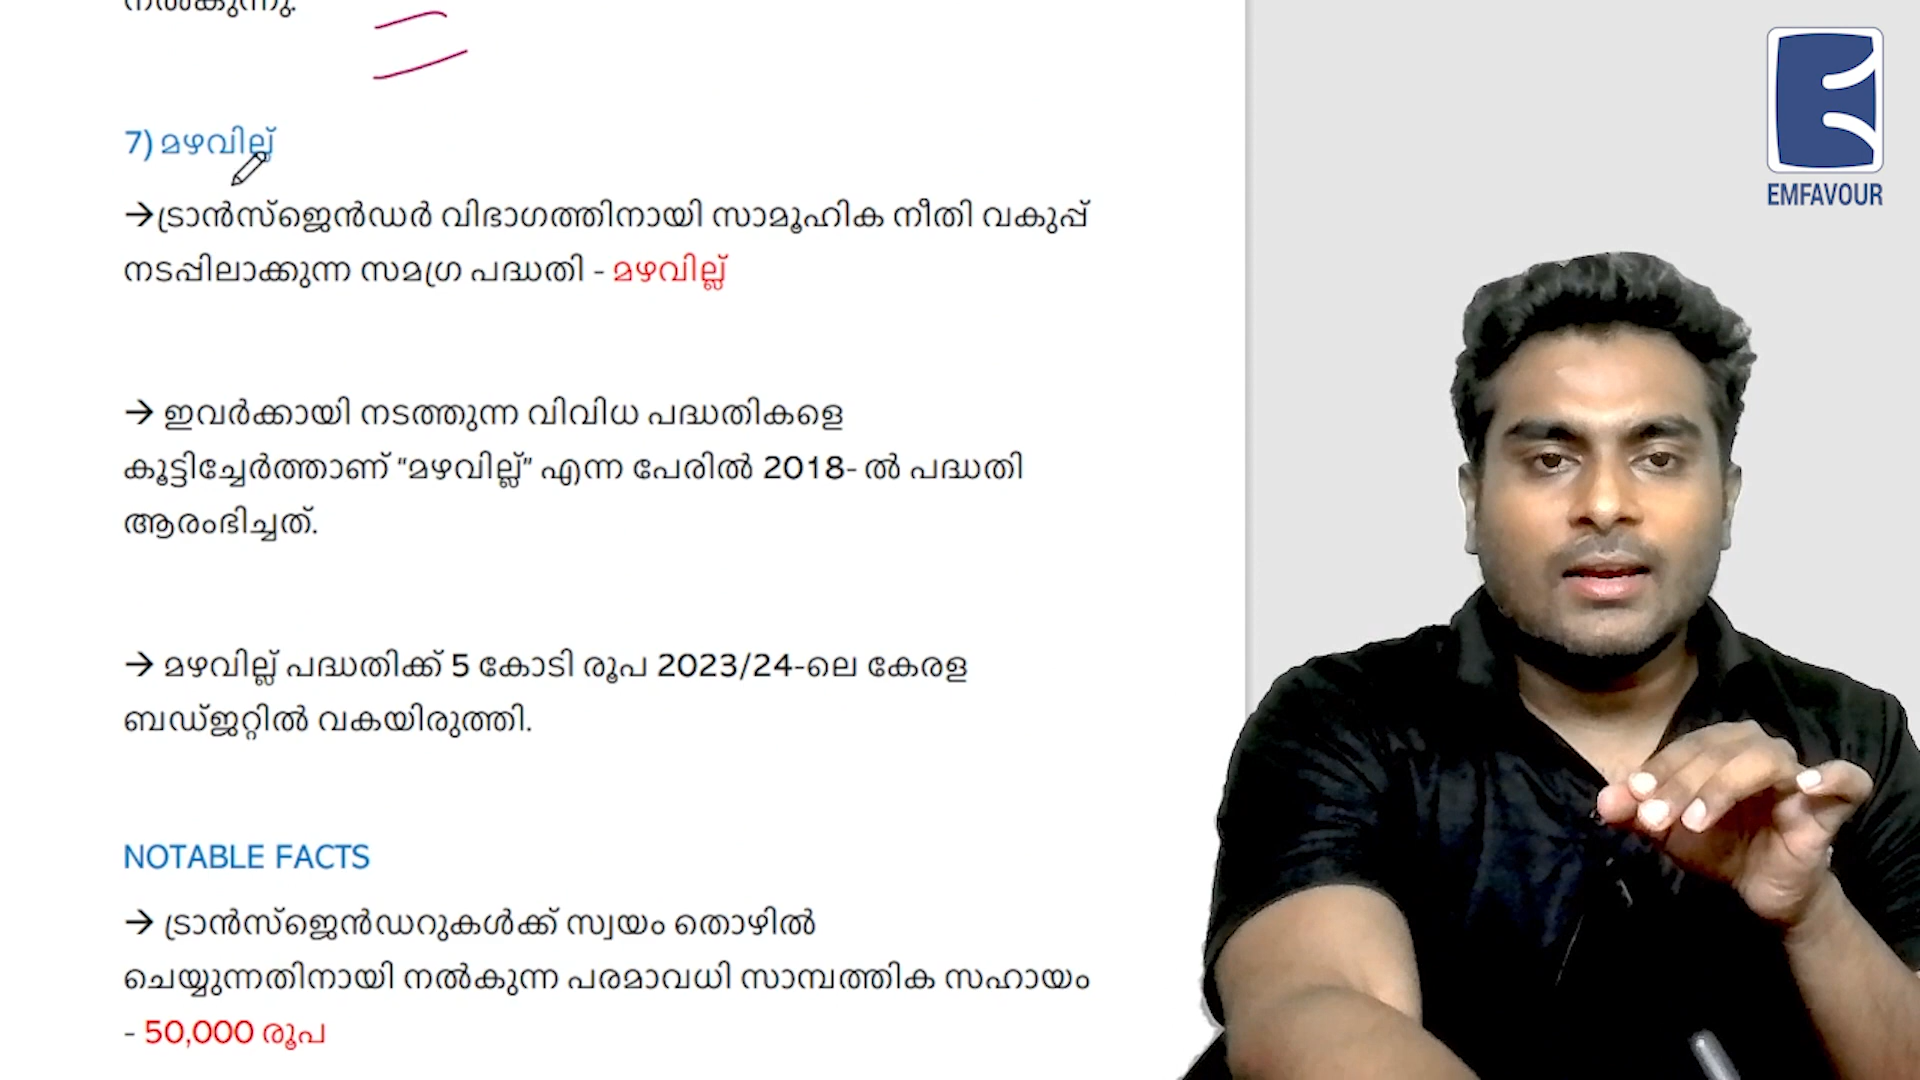 നൽകുന്നു.
7) മഴവില്ല്
→ട്രാൻസ്ജെൻഡർ വിഭാഗത്തിനായി സാമൂഹിക നീതി വകുപ്പ്
നടപ്പിലാക്കുന്ന സമഗ്ര പദ്ധതി - മഴവില്ല്
→ ഇവർക്കായി നടത്തുന്ന വിവിധ പദ്ധതികളെ
കൂട്ടിച്ചേർത്താണ് “മഴവില്ല്” എന്ന പേരിൽ 2018- ൽ പദ്ധതി
ആരംഭിച്ചത്.
→ മഴവില്ല് പദ്ധതിക്ക് 5 കോടി രൂപ 2023/24-ലെ കേരള
ബഡ്ജറ്റിൽ വകയിരുത്തി.
NOTABLE FACTS
→ ട്രാൻസ്ജെൻഡറുകൾക്ക് സ്വയം തൊഴിൽ
ചെയ്യുന്നതിനായി നൽകുന്ന പരമാവധി സാമ്പത്തിക സഹായം
- 50,000 രൂപ
EMFAVOUR